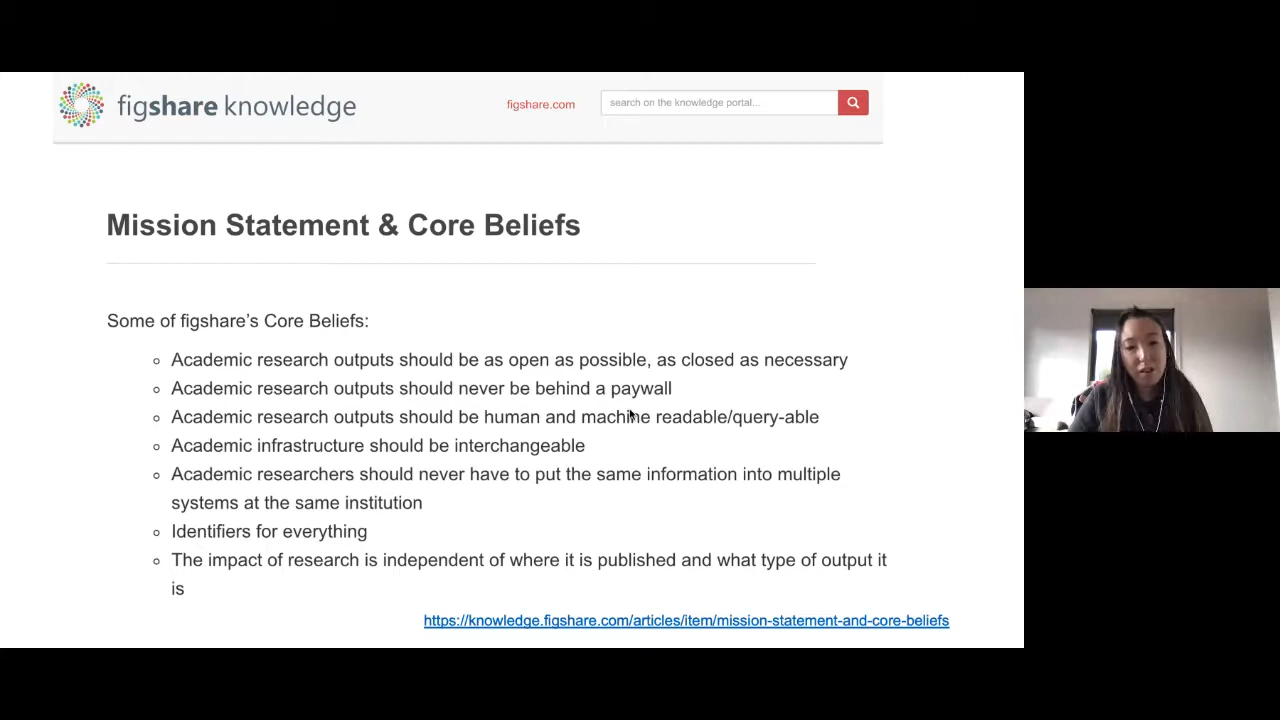 figshare knowledge
figshare.com
search on the knowledge portal...
Mission Statement & Core Beliefs
Some of figshare's Core Beliefs:
Academic research outputs should be as open as possible, as closed as necessary
Academic research outputs should never be behind a paywall
Academic research outputs should be human and machine readable/query-able
Academic infrastructure should be interchangeable
Academic researchers should never have to put the same information into multiple
systems at the same institution
Identifiers for everything
The impact of research is independent of where it is published and what type of output it
is
https://knowledge.figshare.com/articles/item/mission-statement-and-core-beliefs